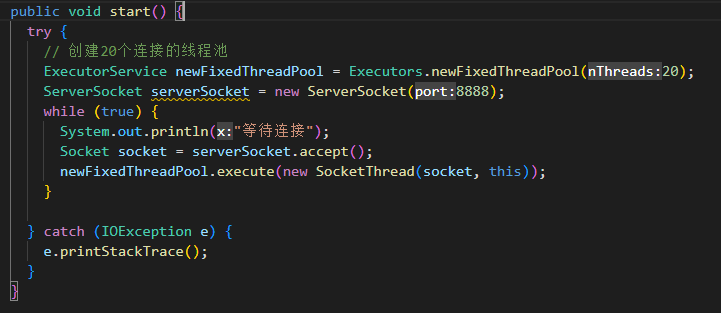 public void start() {
try {
// 创建20个连接的线程池
ExecutorService newFixedThreadPool = Executors.newFixedThreadPool(nThreads:20);
ServerSocket serverSocket = new ServerSocket(port:8888);
while (true) {
System.out.println(x:"等待连接");
Socket socket = serverSocket.accept();
newFixedThreadPool.execute(new SocketThread(socket, this));
}
} catch (IOException e) {
e.printStackTrace();
}
}